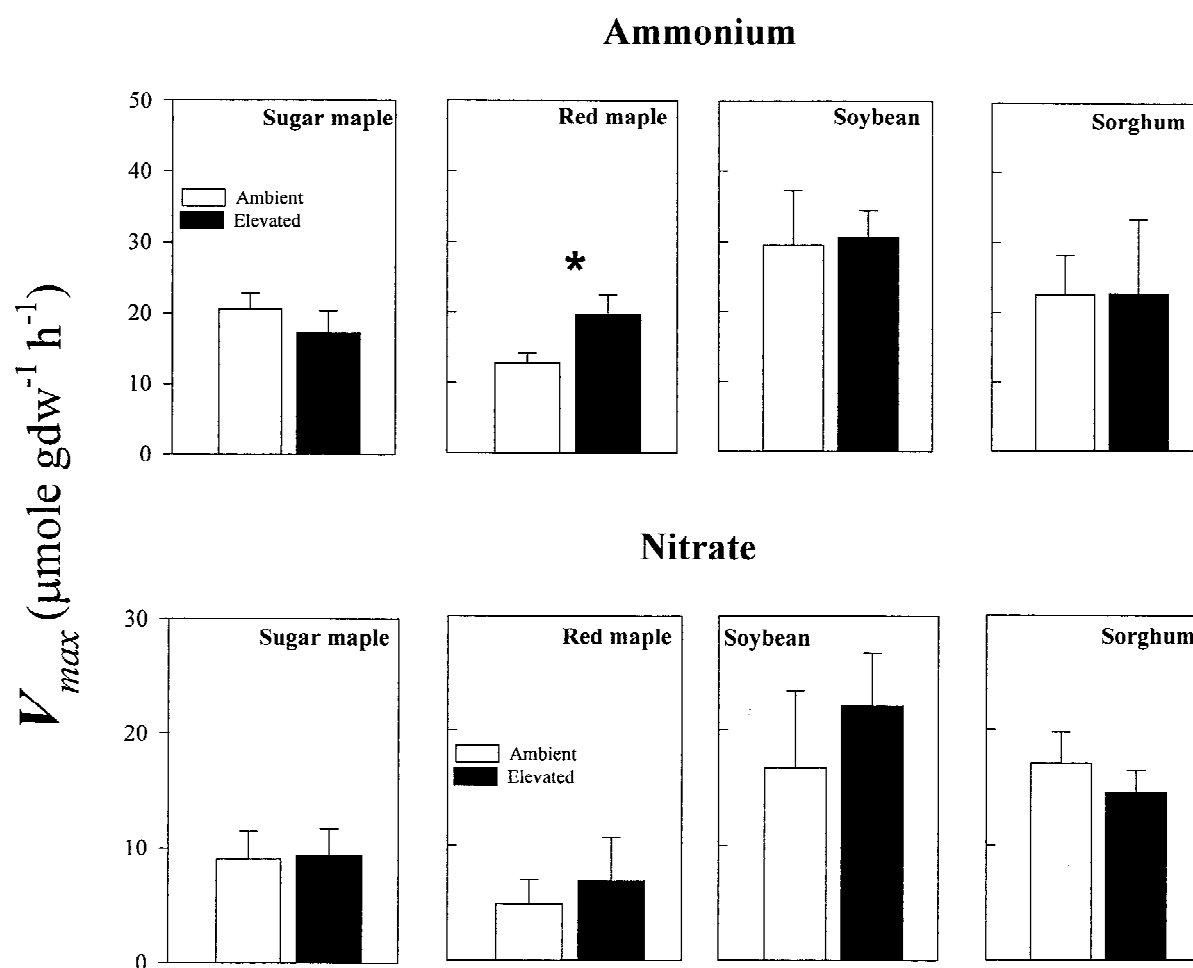 Ammonium
50
40
30
20
10
0
Sugar maple
Ambient
Elevated
Red maple
*
Soybean
Sorghum
V max (μmole gdw⁻¹ h⁻¹)
Nitrate
30
20
10
0
Sugar maple
Red maple
Ambient
Elevated
Soybean
Sorghum